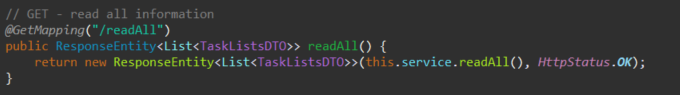 // GET - read all information
@GetMapping("/readAll")
public ResponseEntity<List<TaskListsDTO>> readAll() {
    return new ResponseEntity<List<TaskListsDTO>>(this.service.readAll(), HttpStatus.OK);
}